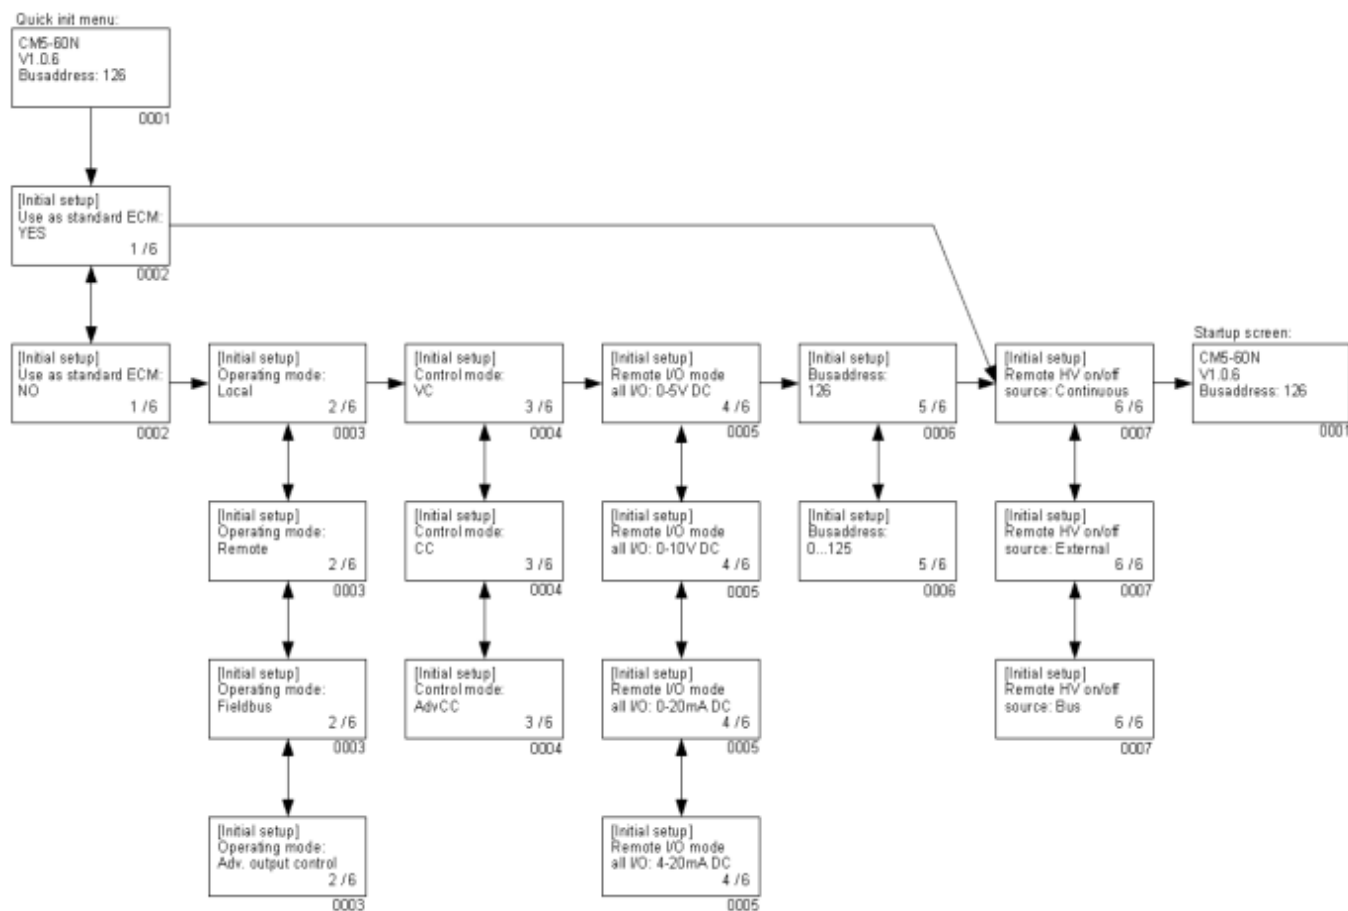 Quick init menu:
CM5-60N
V1.0.6
Busaddress: 126
0001
[Initial setup]
Use as standard ECM:
YES
1 /6
0002
[Initial setup]
Use as standard ECM:
NO
1 /6
0002
[Initial setup]
Operating mode:
Local
2 /6
0003
[Initial setup]
Control mode:
VC
3 /6
0004
[Initial setup]
Remote I/O mode
all I/O: 0-5V DC
4 /6
0005
[Initial setup]
Busaddress:
126
5 /6
0006
[Initial setup]
Remote HV on/off
source: Continuous
6 /6
0007
Startup screen:
CM5-60N
V1.0.6
Busaddress: 126
0001
[Initial setup]
Operating mode:
Remote
2 /6
0003
[Initial setup]
Control mode:
CC
3 /6
0004
[Initial setup]
Remote I/O mode
all I/O: 0-10V DC
4 /6
0005
[Initial setup]
Busaddress:
0...125
5 /6
0006
[Initial setup]
Remote HV on/off
source: External
6 /6
0007
[Initial setup]
Operating mode:
Fieldbus
2 /6
0003
[Initial setup]
Control mode:
AdvCC
3 /6
0004
[Initial setup]
Remote I/O mode
all I/O: 0-20mA DC
4 /6
0005
[Initial setup]
Remote HV on/off
source: Bus
6 /6
0007
[Initial setup]
Operating mode:
Adv. output control
2 /6
0003
[Initial setup]
Remote I/O mode
all I/O: 4-20mA DC
4 /6
0005